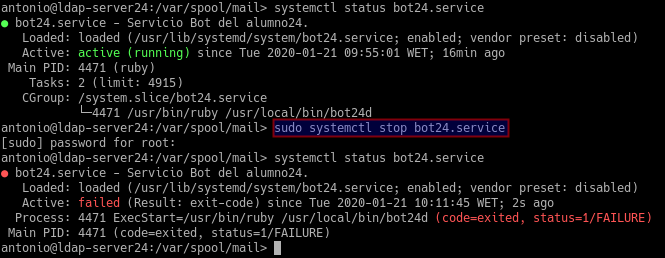 antonio@ldap-server24:/var/spool/mail> systemctl status bot24.service
● bot24.service - Servicio Bot del alumno24.
Loaded: loaded (/usr/lib/systemd/system/bot24.service; enabled; vendor preset: disabled)
Active: active (running) since Tue 2020-01-21 09:55:01 WET; 16min ago
Main PID: 4471 (ruby)
Tasks: 2 (limit: 4915)
CGroup: /system.slice/bot24.service
└─4471 /usr/bin/ruby /usr/local/bin/bot24d
antonio@ldap-server24:/var/spool/mail> sudo systemctl stop bot24.service
[sudo] password for root:
antonio@ldap-server24:/var/spool/mail> systemctl status bot24.service
● bot24.service - Servicio Bot del alumno24.
Loaded: loaded (/usr/lib/systemd/system/bot24.service; enabled; vendor preset: disabled)
Active: failed (Result: exit-code) since Tue 2020-01-21 10:11:45 WET; 2s ago
Process: 4471 ExecStart=/usr/bin/ruby /usr/local/bin/bot24d (code=exited, status=1/FAILURE)
Main PID: 4471 (code=exited, status=1/FAILURE)
antonio@ldap-server24:/var/spool/mail>